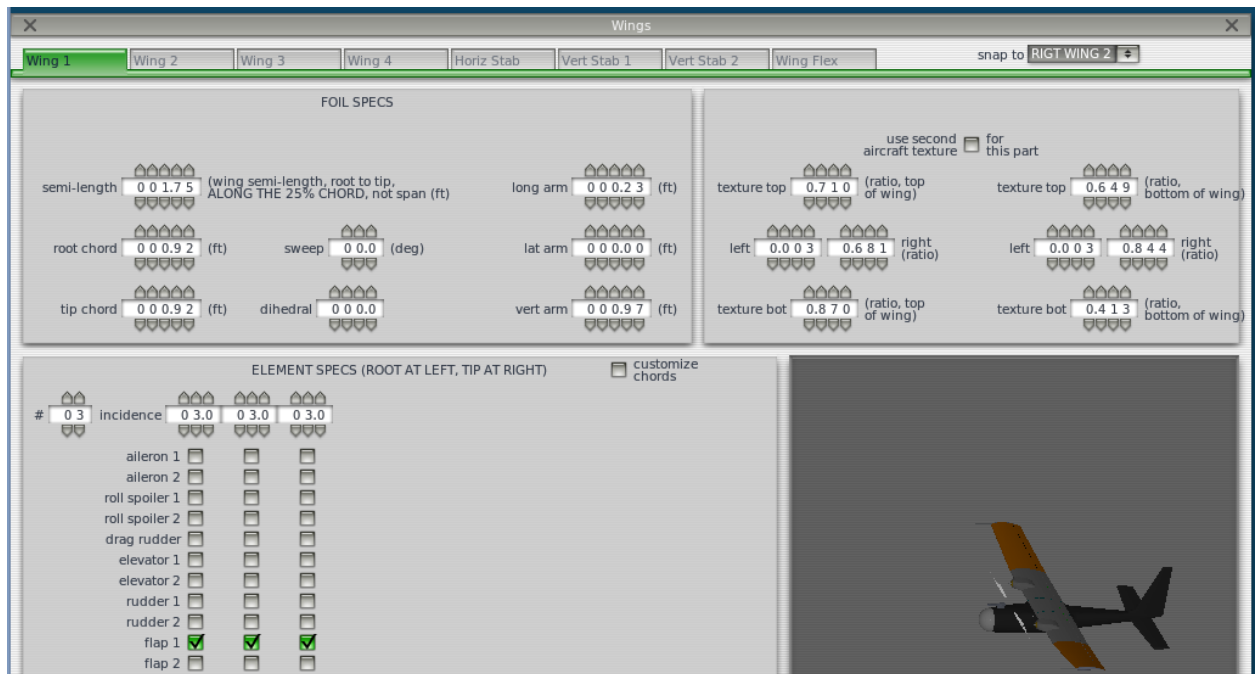 Wings
Wing 1 Wing 2 Wing 3 Wing 4 Horiz Stab Vert Stab 1 Vert Stab 2 Wing Flex snap to RIGT WING 2
FOIL SPECS
semi-length 0 0 1.7 5 (wing semi-length, root to tip,
ALONG THE 25% CHORD, not span (ft)
long arm 0 0 0.2 3 (ft)
root chord 0 0 0.9 2 (ft) sweep 0 0.0 (deg) lat arm 0 0 0.0 0 (ft)
tip chord 0 0 0.9 2 (ft) dihedral 0 0 0.0 vert arm 0 0 0.9 7 (ft)
use second
aircraft texture
for
this part
texture top 0.7 1 0 (ratio, top
of wing)
texture top 0.6 4 9 (ratio,
bottom of wing)
left 0.0 0 3 0.6 8 1 right
(ratio)
left 0.0 0 3 0.8 4 4 right
(ratio)
texture bot 0.8 7 0 (ratio, top
of wing)
texture bot 0.4 1 3 (ratio,
bottom of wing)
ELEMENT SPECS (ROOT AT LEFT, TIP AT RIGHT)
customize
chords
# 0 3 incidence 0 3.0 0 3.0 0 3.0
aileron 1
aileron 2
roll spoiler 1
roll spoiler 2
drag rudder
elevator 1
elevator 2
rudder 1
rudder 2
flap 1
flap 2